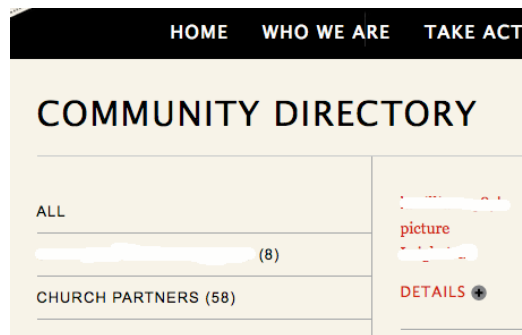 HOME WHO WE ARE TAKE ACT
COMMUNITY DIRECTORY
ALL
(8)
CHURCH PARTNERS (58)
picture
DETAILS